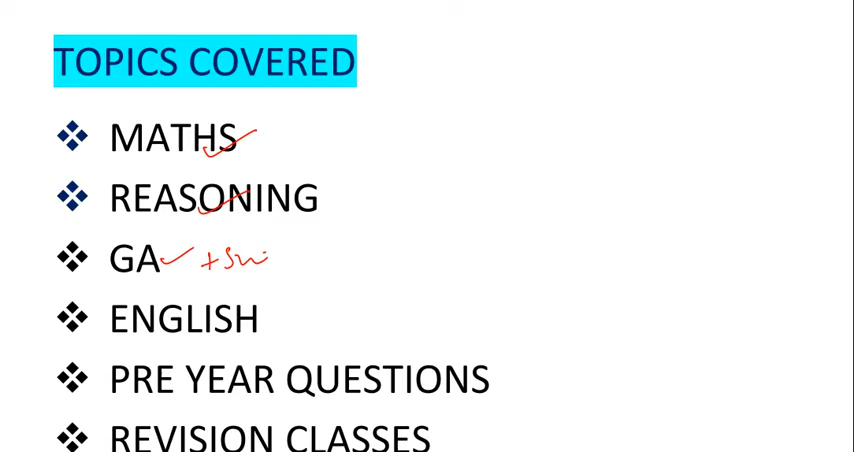 TOPICS COVERED
MATHS
REASONING
GA
ENGLISH
PRE YEAR QUESTIONS
REVISION CLASSES